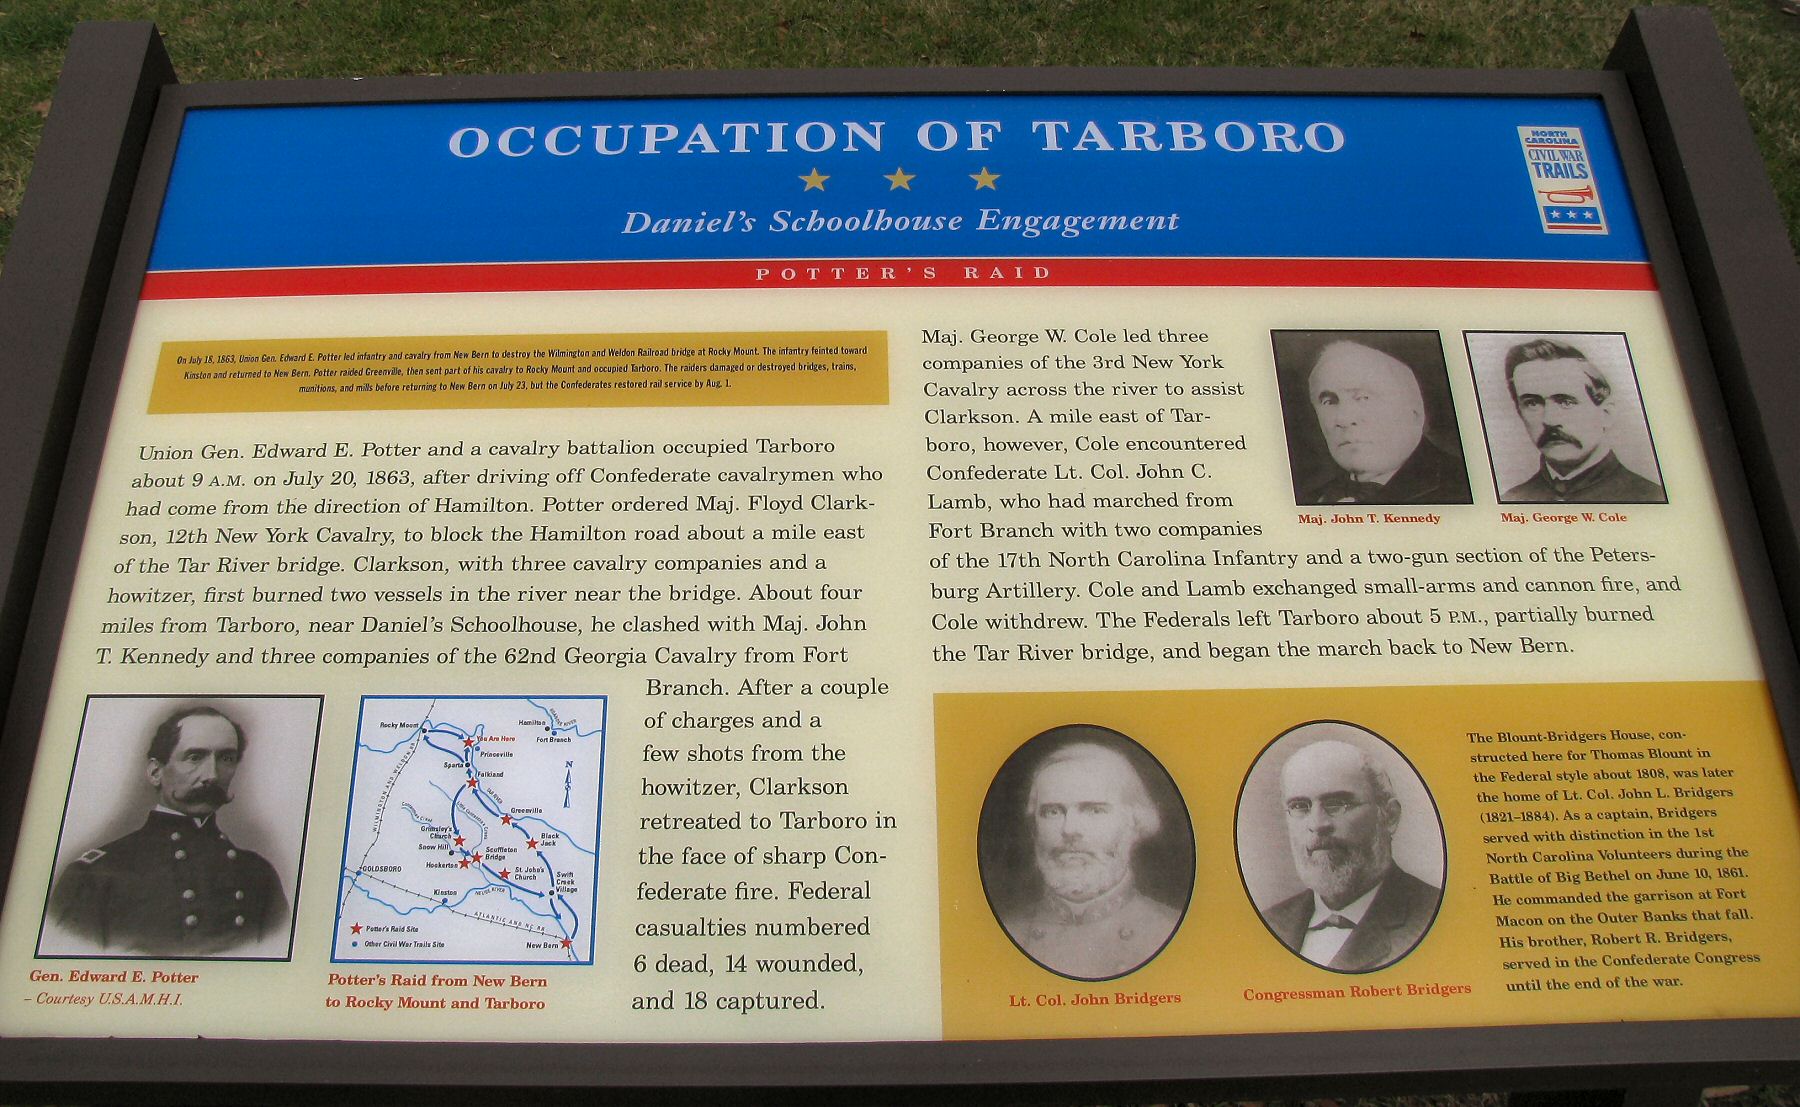 OCCUPATION OF TARBORO
Daniel's Schoolhouse Engagement
POTTER'S RAID
NORTH
CAROLINA
CIVIL WAR
TRAILS
On July 18, 1863, Union Gen. Edward E. Potter led infantry and cavalry from New Bern to destroy the Wilmington and Weldon Railroad bridge at Rocky Mount. The infantry feinted toward
Kinston and returned to New Bern. Potter raided Greenville, then sent part of his cavalry to Rocky Mount and occupied Tarboro. The raiders damaged or destroyed bridges, trains,
munitions, and mills before returning to New Bern on July 23, but the Confederates restored rail service by Aug. 1.
Union Gen. Edward E. Potter and a cavalry battalion occupied Tarboro
about 9 A.M. on July 20, 1863, after driving off Confederate cavalrymen who
had come from the direction of Hamilton. Potter ordered Maj. Floyd Clark-
son, 12th New York Cavalry, to block the Hamilton road about a mile east
of the Tar River bridge. Clarkson, with three cavalry companies and a
howitzer, first burned two vessels in the river near the bridge. About four
miles from Tarboro, near Daniel's Schoolhouse, he clashed with Maj. John
T. Kennedy and three companies of the 62nd Georgia Cavalry from Fort
Branch. After a couple
of charges and a
few shots from the
howitzer, Clarkson
retreated to Tarboro in
the face of sharp Con-
federate fire. Federal
casualties numbered
6 dead, 14 wounded,
and 18 captured.
Gen. Edward E. Potter
– Courtesy U.S.A.M.H.I.
Rocky Mount
Hamilton
ROANOKE RIVER
Fort Branch
You Are Here
Princeville
Sparta
Falkland
N
WILMINGTON AND WELDON RR
TAR RIVER
Greenville
Contentnea Creek
Little Contentnea Creek
Grimsley's
Church
Black
Jack
Snow Hill
Scuffleton
Bridge
Hookerton
St. John's
Church
GOLDSBORO
Swift
Creek
Village
Kinston
NEUSE RIVER
ATLANTIC AND NC RR
New Bern
Potter's Raid Site
Other Civil War Trails Site
Potter's Raid from New Bern
to Rocky Mount and Tarboro
Maj. George W. Cole led three
companies of the 3rd New York
Cavalry across the river to assist
Clarkson. A mile east of Tar-
boro, however, Cole encountered
Confederate Lt. Col. John C.
Lamb, who had marched from
Fort Branch with two companies
of the 17th North Carolina Infantry and a two-gun section of the Peters-
burg Artillery. Cole and Lamb exchanged small-arms and cannon fire, and
Cole withdrew. The Federals left Tarboro about 5 P.M., partially burned
the Tar River bridge, and began the march back to New Bern.
Maj. John T. Kennedy
Maj. George W. Cole
Lt. Col. John Bridgers
Congressman Robert Bridgers
The Blount-Bridgers House, con-
structed here for Thomas Blount in
the Federal style about 1808, was later
the home of Lt. Col. John L. Bridgers
(1821–1884). As a captain, Bridgers
served with distinction in the 1st
North Carolina Volunteers during the
Battle of Big Bethel on June 10, 1861.
He commanded the garrison at Fort
Macon on the Outer Banks that fall.
His brother, Robert R. Bridgers,
served in the Confederate Congress
until the end of the war.